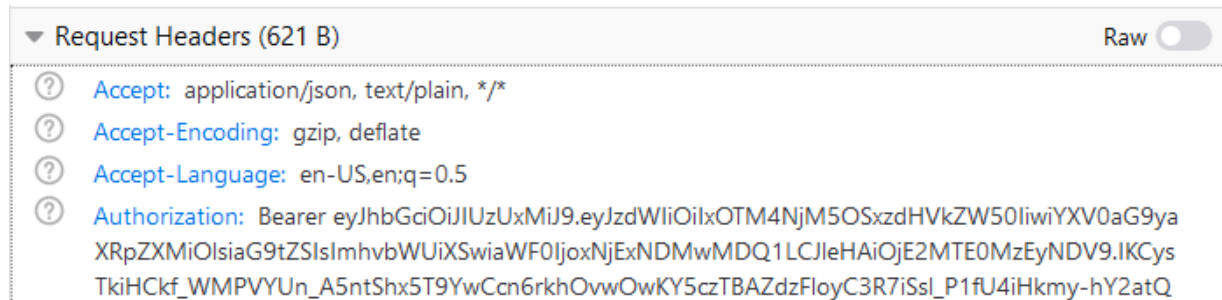 Request Headers (621 B) Raw
Accept: application/json, text/plain, */*
Accept-Encoding: gzip, deflate
Accept-Language: en-US,en;q=0.5
Authorization: Bearer eyJhbGciOiJIUzUxMiJ9.eyJzdWIiOiIxOTM4NjM5OSxzdHVkZW50IiwiYXV0aG9ya
XRpZXMiOlsiaG9tZSIsImhvbWUiXSwiaWF0IjoxNjExNDMwMDQ1LCJleHAiOjE2MTE0MzEyNDV9.IKCys
TkiHCkf_WMPVYUn_A5ntShx5T9YwCcn6rkhOvwOwKY5czTBAZdzFloyC3R7iSsl_P1fU4iHkmy-hY2atQ